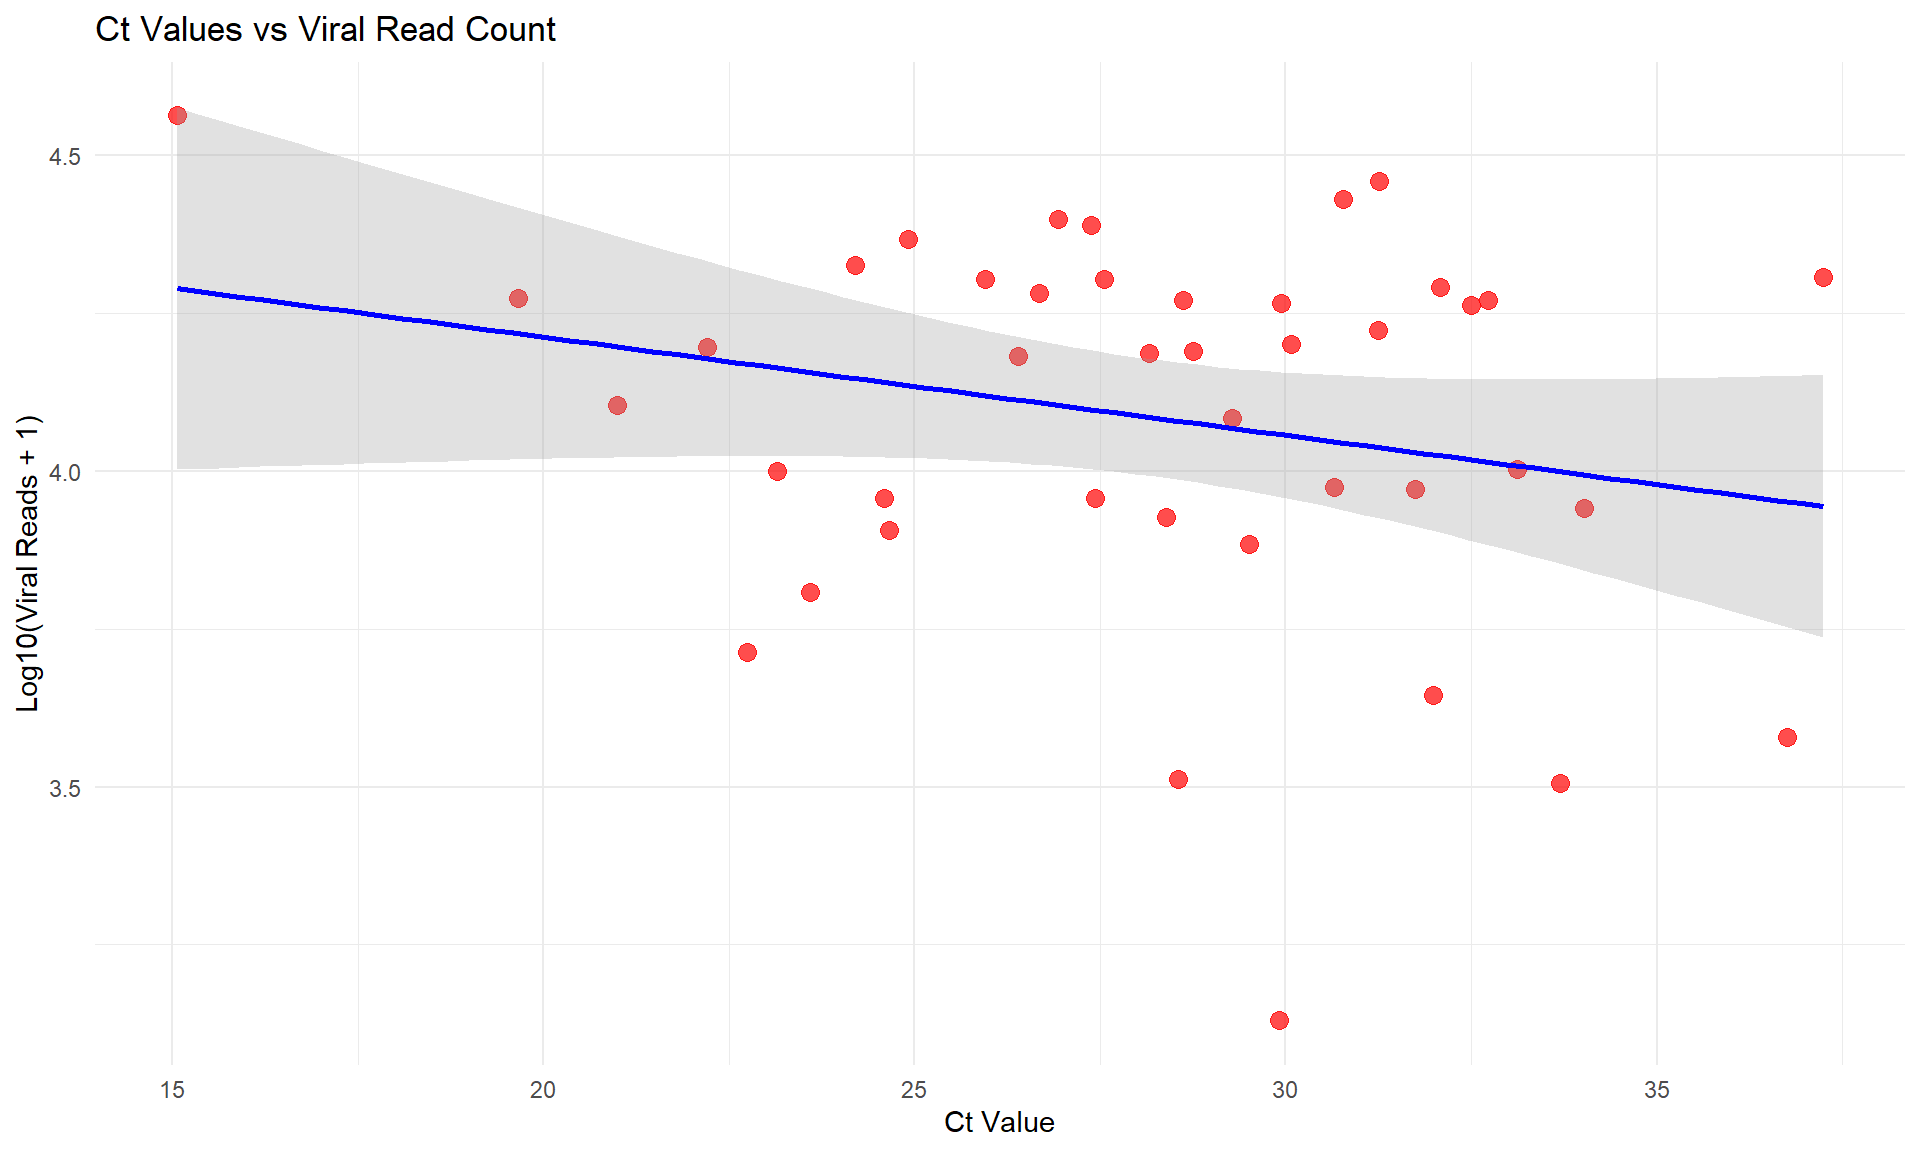 Ct Values vs Viral Read Count
Log10(Viral Reads + 1)
4.5
4.0
3.5
15 20 25 30 35
Ct Value